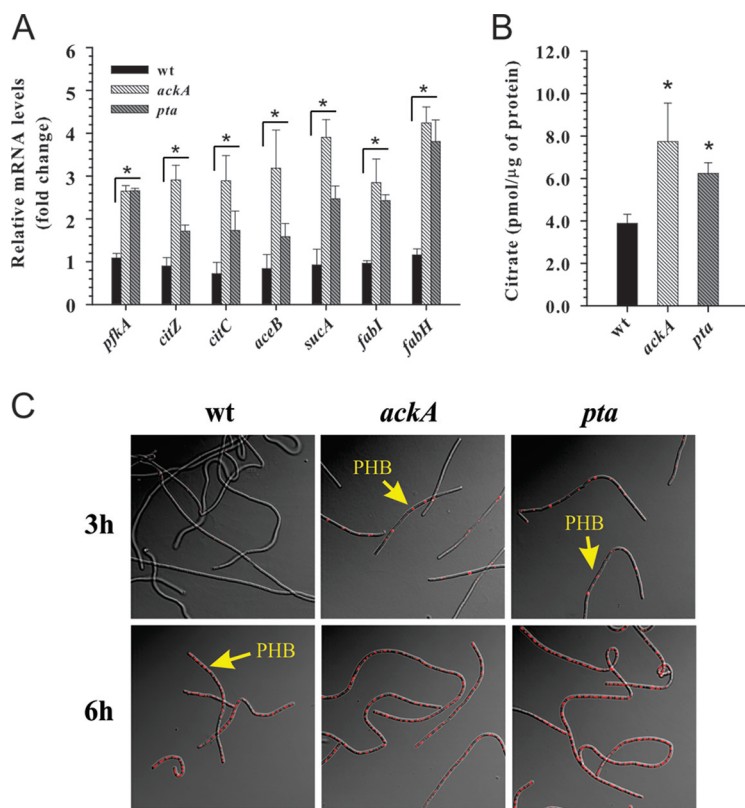 A
B
Relative mRNA levels
(fold change)
6
5
4
3
2
1
0
wt
ackA
pta
* * * * * * *
pfkA citZ citC aceB sucA fabI fabH
Citrate (pmol/µg of protein)
12.0
10.0
8.0
6.0
4.0
2.0
0.0
* *
wt ackA pta
C
wt ackA pta
3h
PHB
PHB
6h
PHB